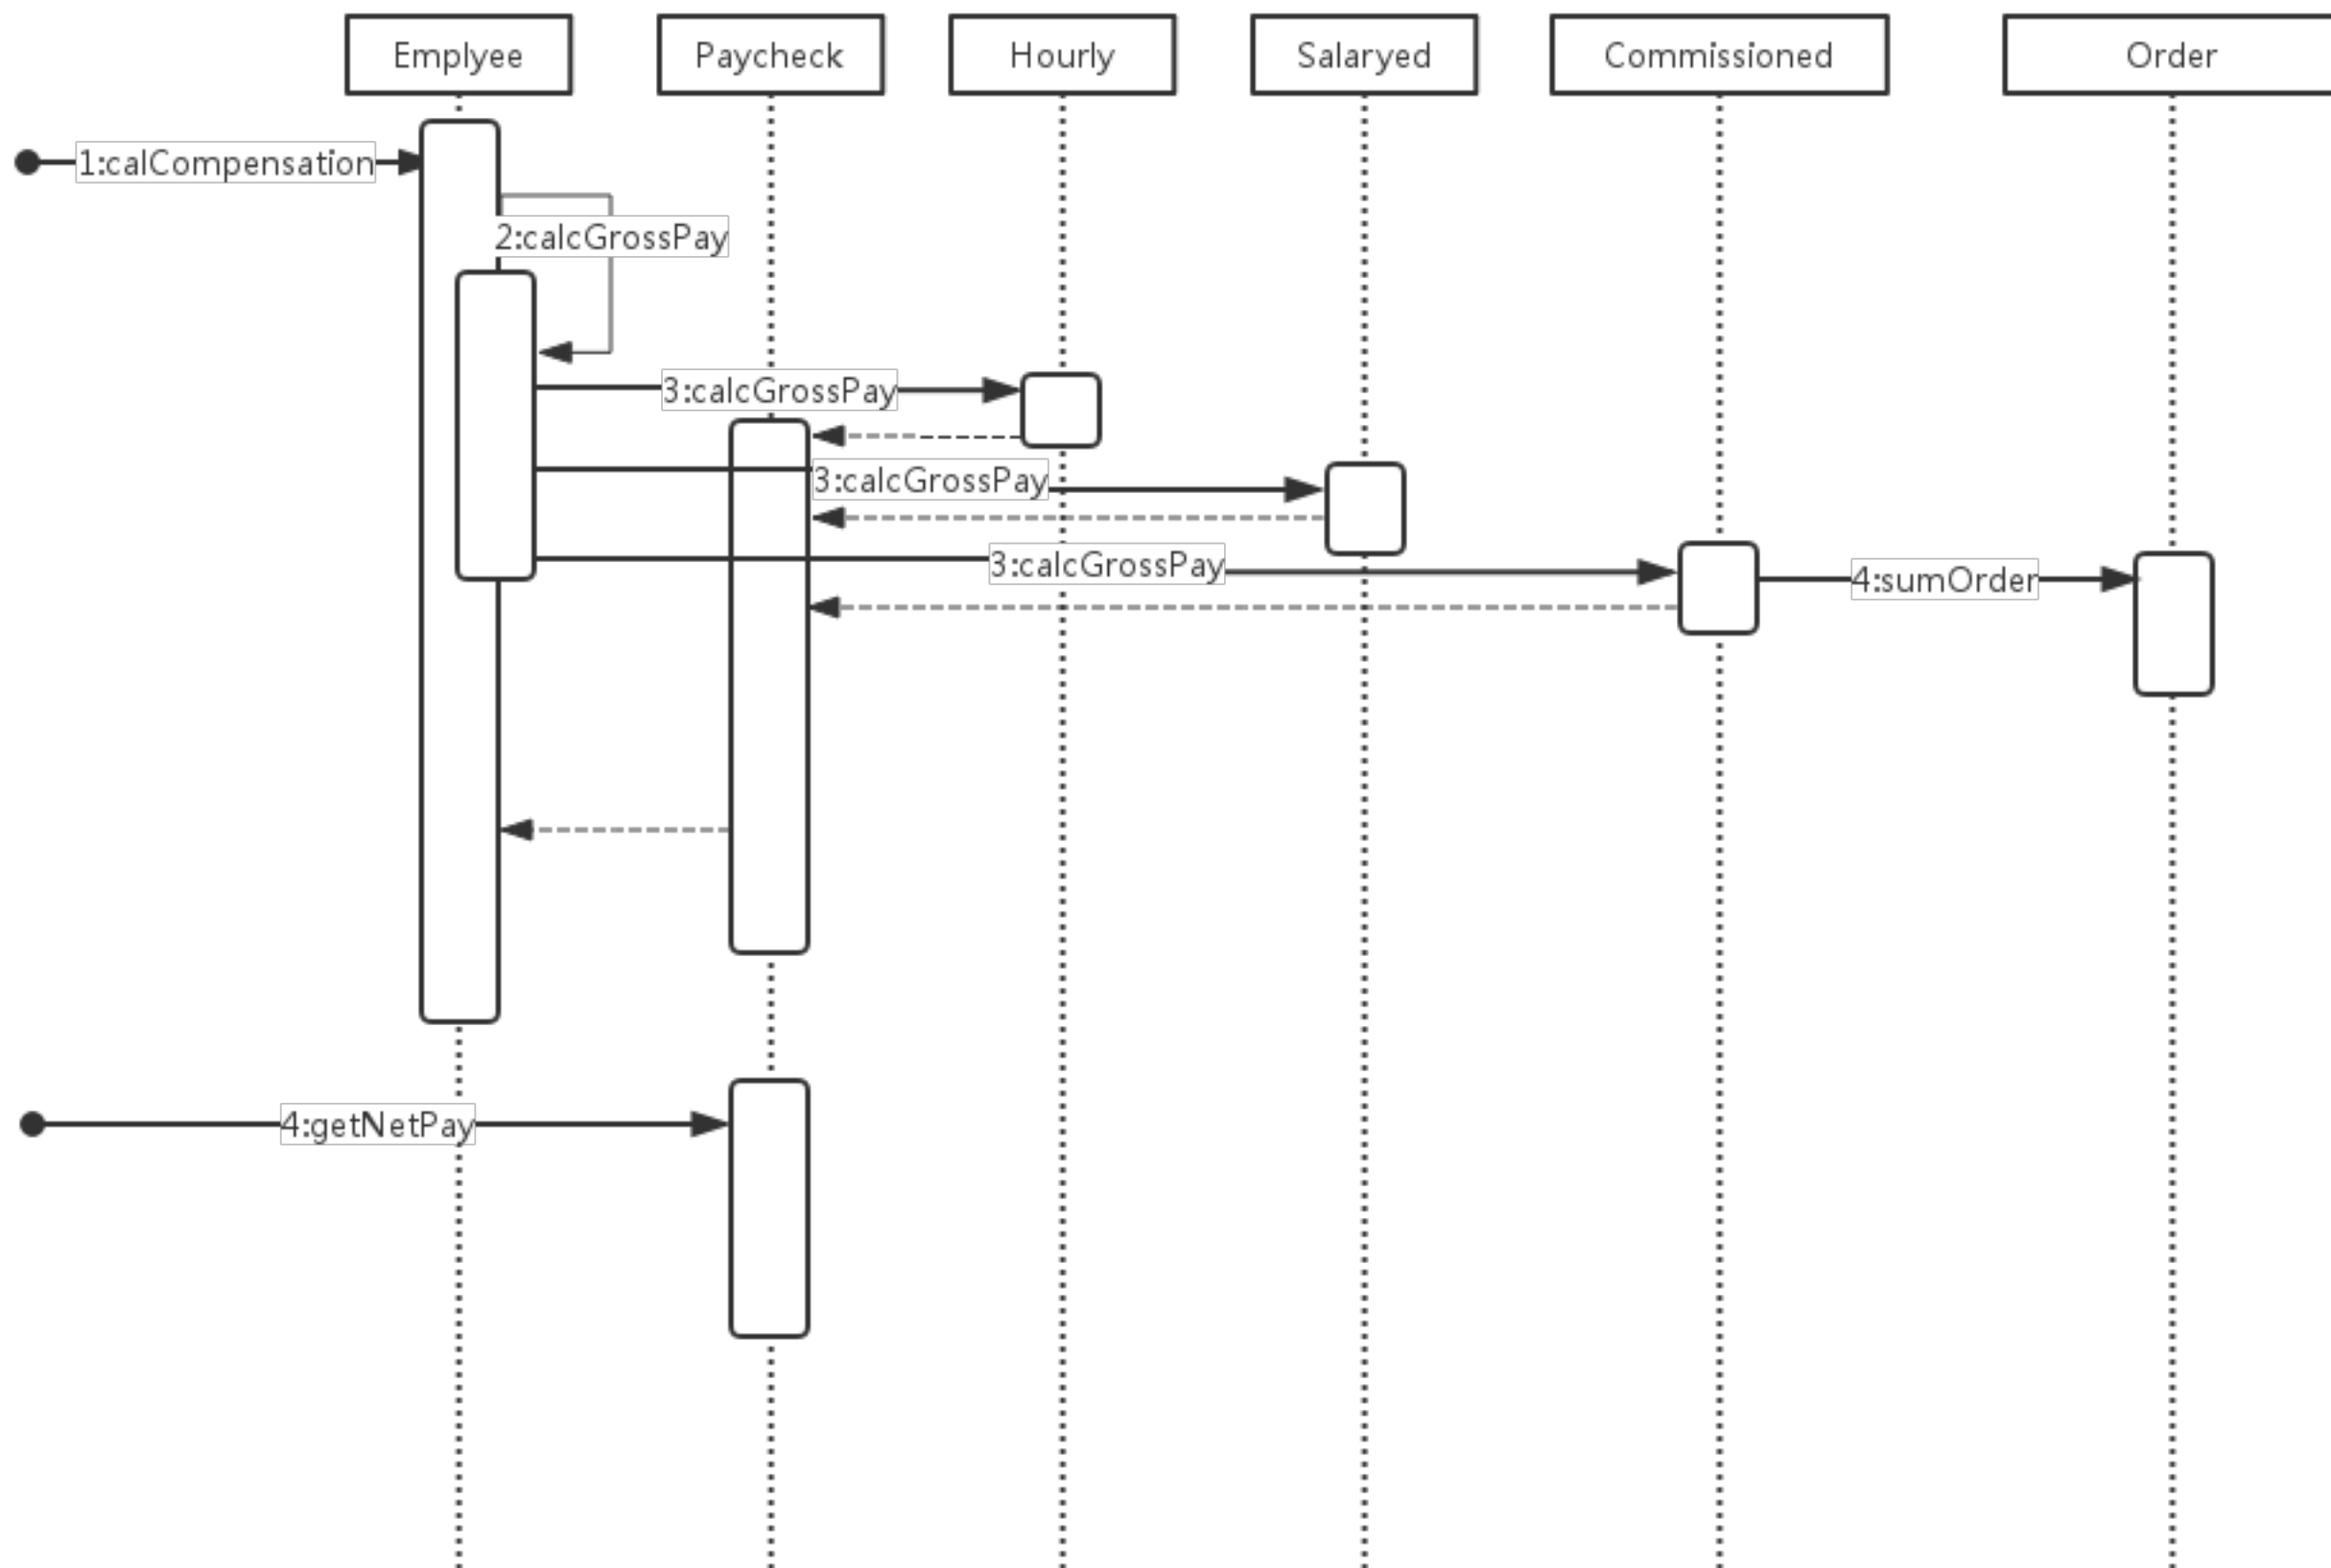 Emplyee
Paycheck
Hourly
Salaryed
Commissioned
Order
1:calCompensation
2:calcGrossPay
3:calcGrossPay
3:calcGrossPay
3:calcGrossPay
4:sumOrder
4:getNetPay